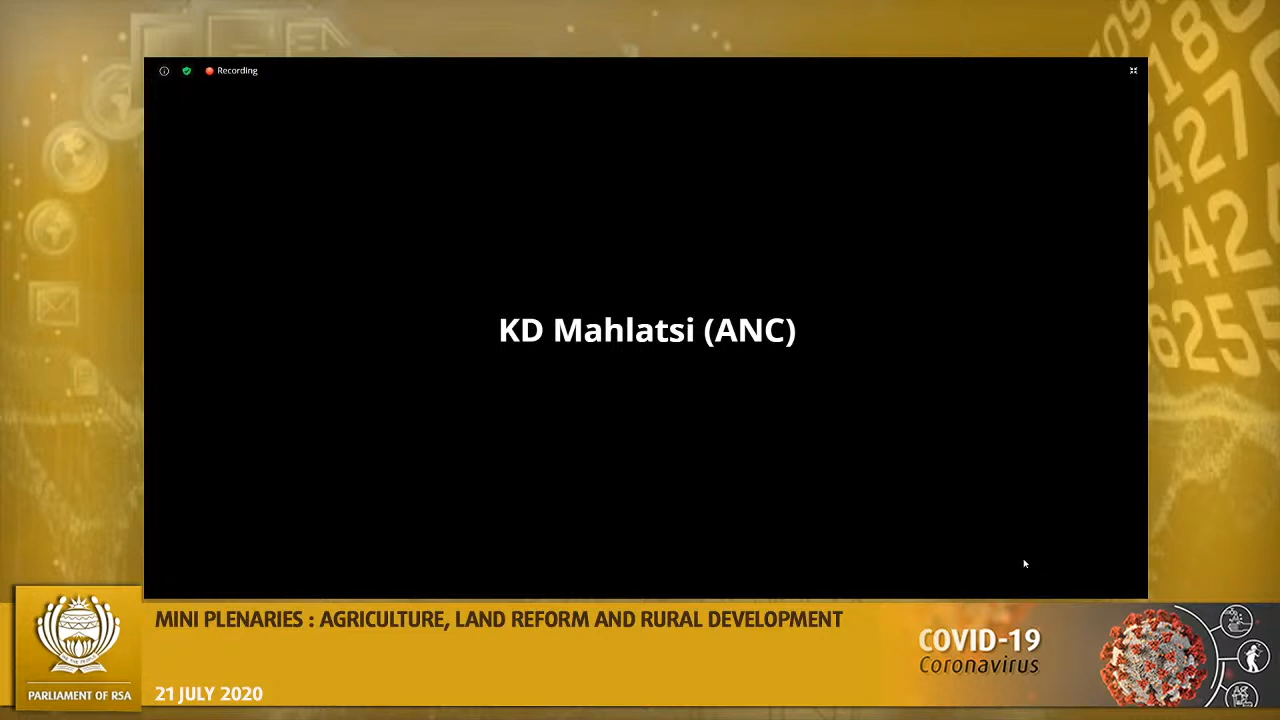 Recording
KD Mahlatsi (ANC)
MINI PLENARIES : AGRICULTURE, LAND REFORM AND RURAL DEVELOPMENT
COVID-19
Coronavirus
PARLIAMENT OF RSA
21 JULY 2020